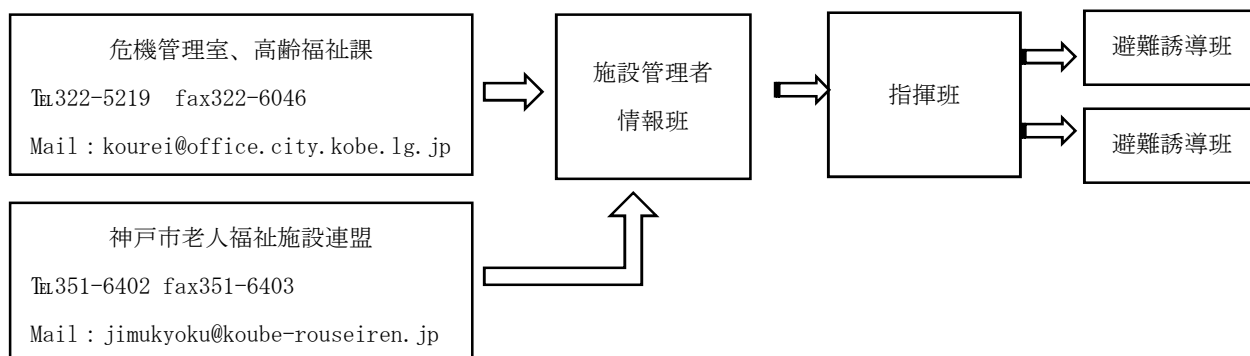 危機管理室、高齢福祉課
℡322-5219 fax322-6046
Mail：kourei@office.city.kobe.lg.jp
神戸市老人福祉施設連盟
℡351-6402 fax351-6403
Mail：jimukyoku@koube-rouseiren.jp
施設管理者
情報班
指揮班
避難誘導班
避難誘導班